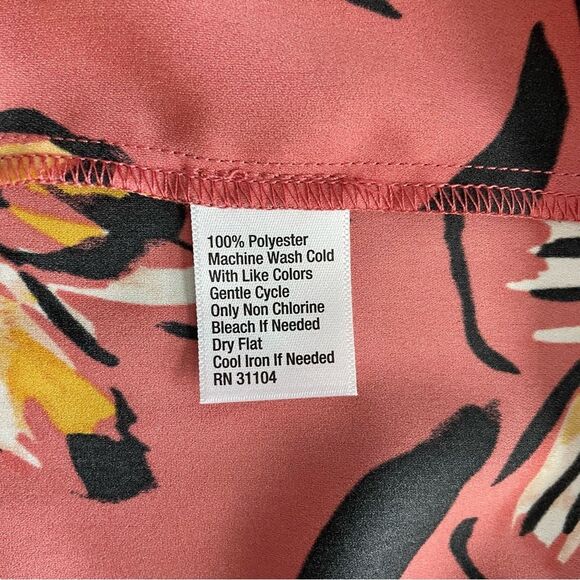 100% Polyester
Machine Wash Cold
With Like Colors
Gentle Cycle
Only Non Chlorine
Bleach If Needed
Dry Flat
Cool Iron If Needed
RN 31104